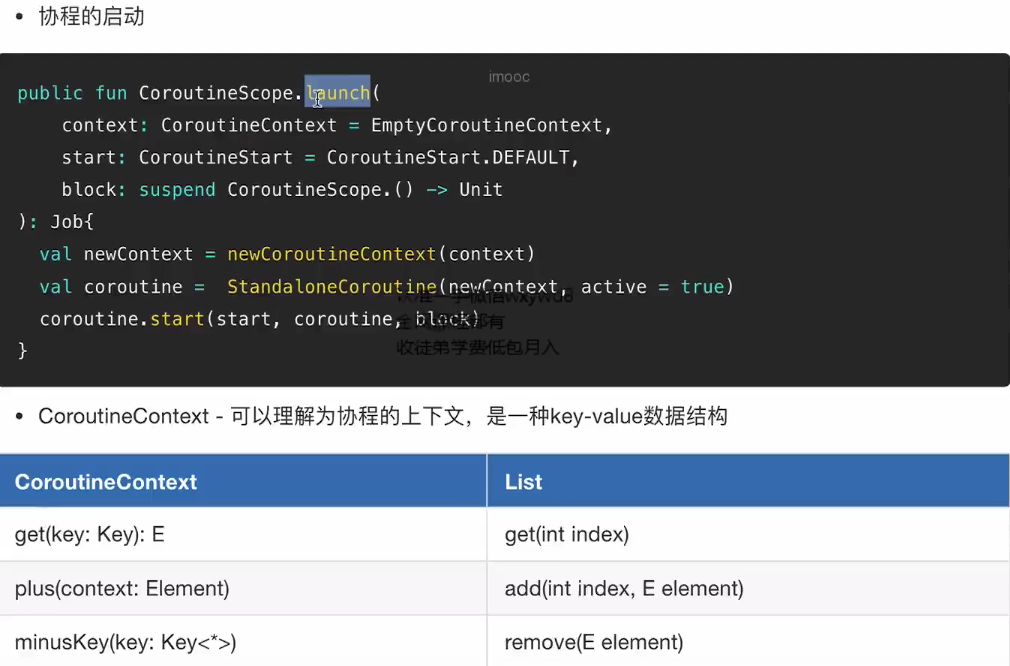 • 协程的启动
imooc
public fun CoroutineScope.launch(
context: CoroutineContext = EmptyCoroutineContext,
start: CoroutineStart = CoroutineStart.DEFAULT,
block: suspend CoroutineScope.() -> Unit
): Job{
val newContext = newCoroutineContext(context)
val coroutine = StandaloneCoroutine(newContext, active = true)
coroutine.start(start, coroutine, block)
}
收徒弟学费低包月入
• CoroutineContext - 可以理解为协程的上下文，是一种key-value数据结构
CoroutineContext List
get(key: Key): E get(int index)
plus(context: Element) add(int index, E element)
minusKey(key: Key<*>) remove(E element)